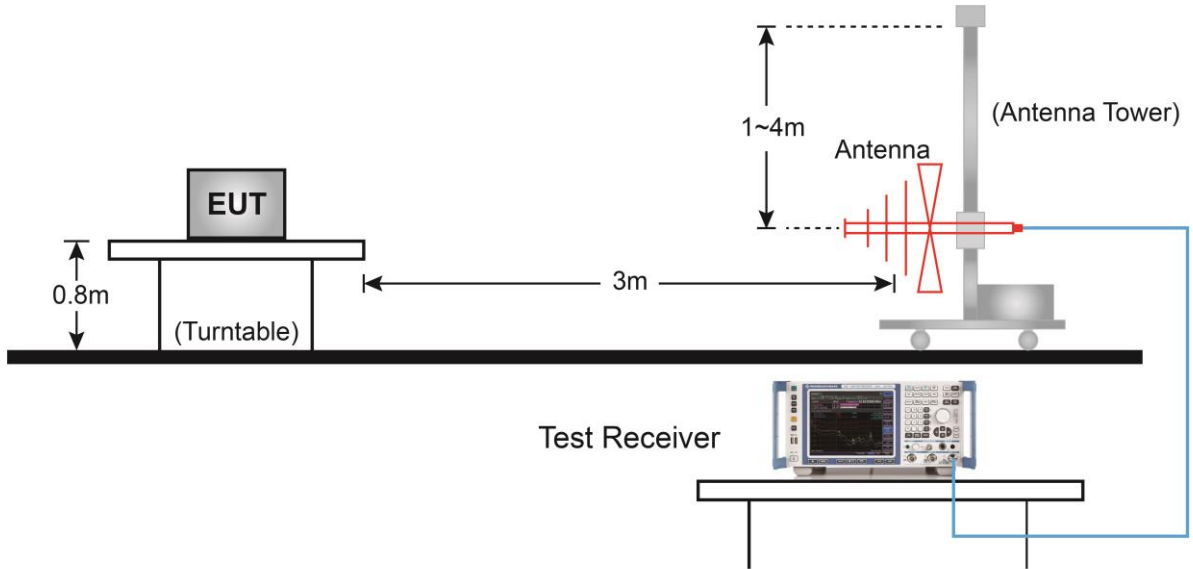 1~4m
(Antenna Tower)
Antenna
EUT
0.8m
3m
(Turntable)
Test Receiver